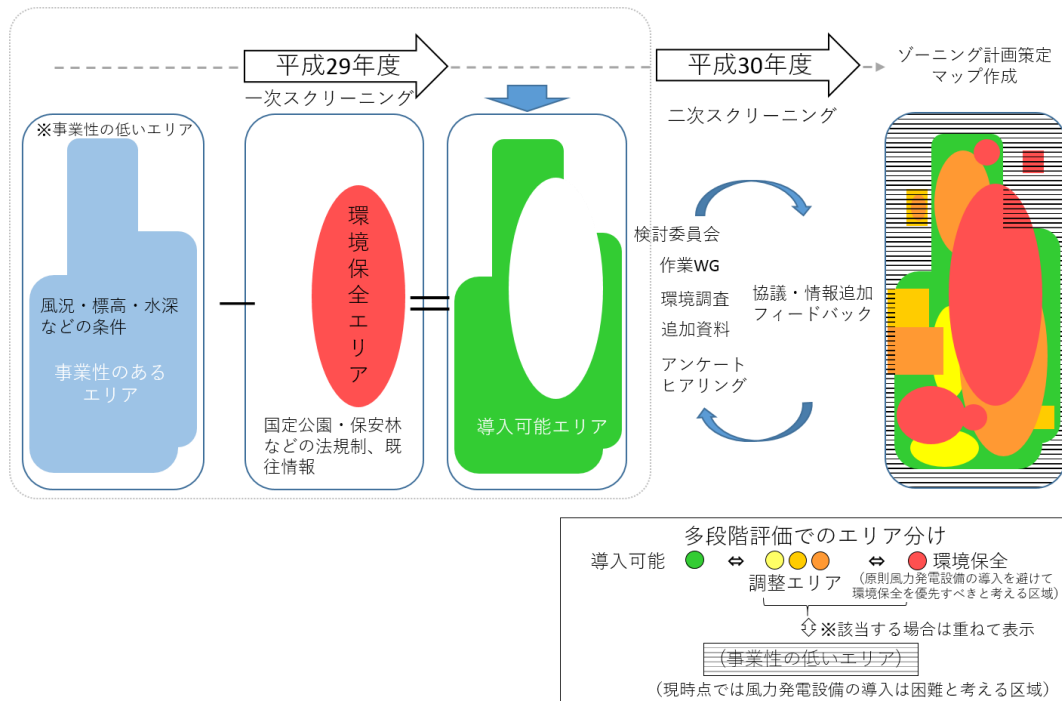 平成29年度
一次スクリーニング
平成30年度
二次スクリーニング
ゾーニング計画策定
マップ作成
※事業性の低いエリア
風況・標高・水深
などの条件
事業性のある
エリア
環境保全エリア
国定公園・保安林
などの法規制、既
往情報
導入可能エリア
検討委員会
作業WG
環境調査
追加資料
アンケート
ヒアリング
協議・情報追加
フィードバック
多段階評価でのエリア分け
導入可能 ⇔ ⇔ 環境保全
調整エリア
(原則風力発電設備の導入を避けて
環境保全を優先すべきと考える区域)
※該当する場合は重ねて表示
(事業性の低いエリア)
(現時点では風力発電設備の導入は困難と考える区域)